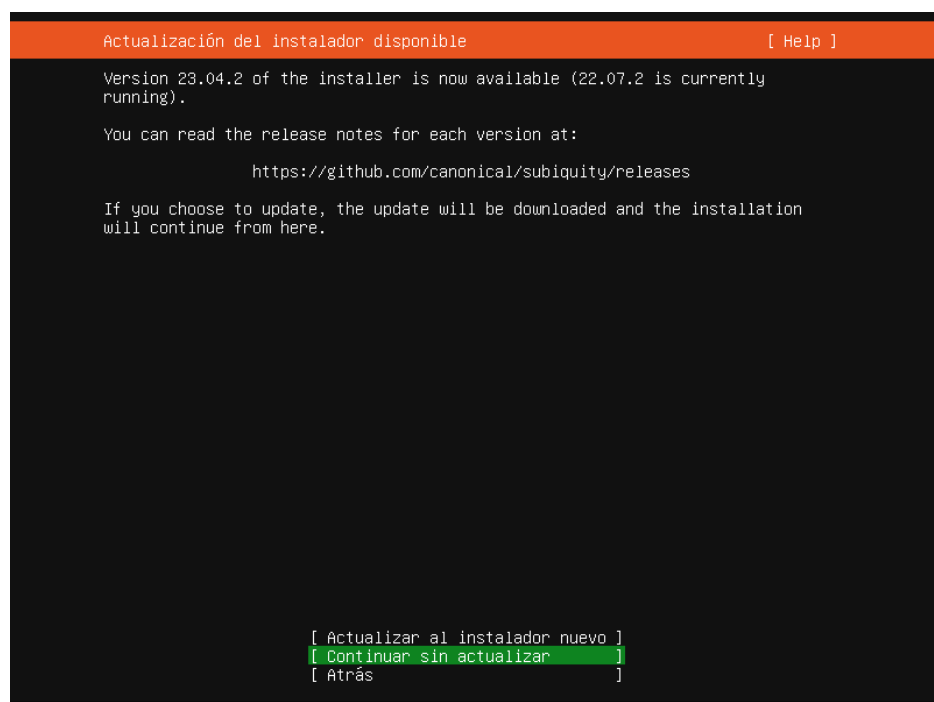 Actualización del instalador disponible [ Help ]
Version 23.04.2 of the installer is now available (22.07.2 is currently
running).
You can read the release notes for each version at:
https://github.com/canonical/subiquity/releases
If you choose to update, the update will be downloaded and the installation
will continue from here.
[ Actualizar al instalador nuevo ]
[ Continuar sin actualizar ]
[ Atrás ]